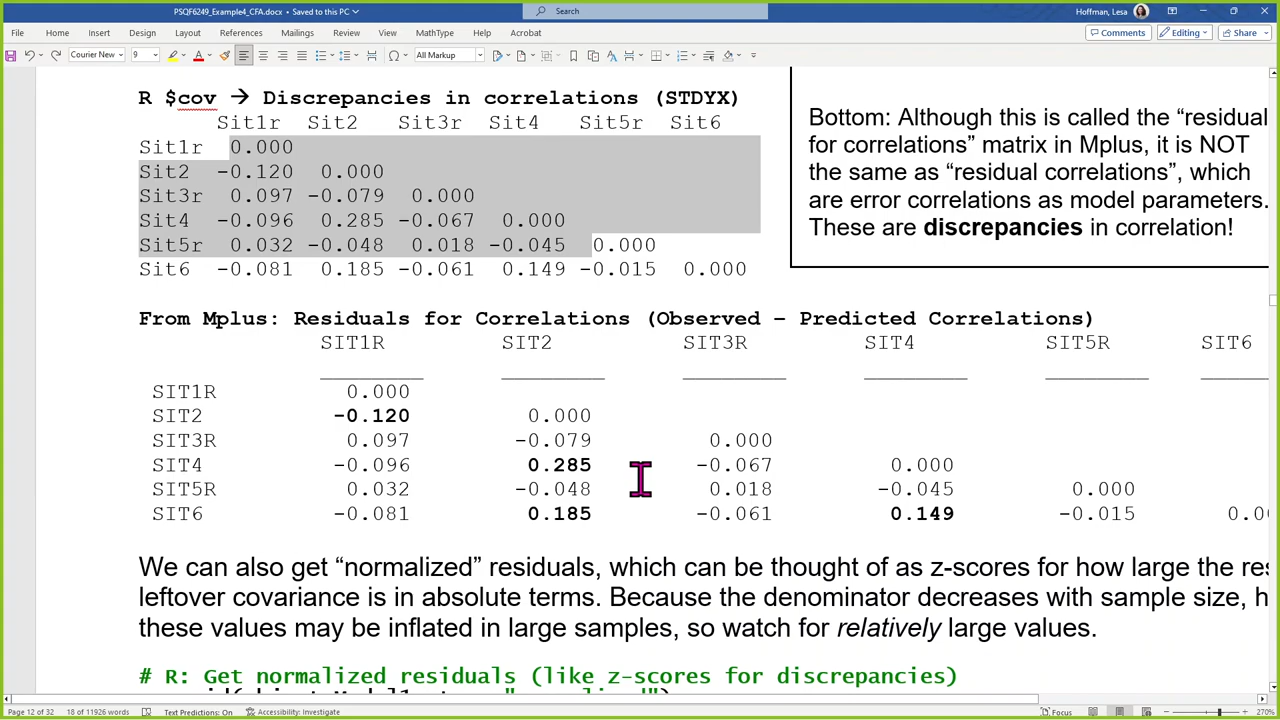 PSQF6249_Example4_CFA.docx • Saved to this PC
Search
Hoffman, Lesa
File Home Insert Design Layout References Mailings Review View MathType Help Acrobat
Comments Editing Share
Courier New 9 All Markup
R $cov → Discrepancies in correlations (STDYX)
Sit1r Sit2 Sit3r Sit4 Sit5r Sit6
Sit1r 0.000
Sit2 -0.120 0.000
Sit3r 0.097 -0.079 0.000
Sit4 -0.096 0.285 -0.067 0.000
Sit5r 0.032 -0.048 0.018 -0.045 0.000
Sit6 -0.081 0.185 -0.061 0.149 -0.015 0.000
Bottom: Although this is called the “residual
for correlations” matrix in Mplus, it is NOT
the same as “residual correlations”, which
are error correlations as model parameters.
These are discrepancies in correlation!
From Mplus: Residuals for Correlations (Observed – Predicted Correlations)
SIT1R SIT2 SIT3R SIT4 SIT5R SIT6
SIT1R 0.000
SIT2 -0.120 0.000
SIT3R 0.097 -0.079 0.000
SIT4 -0.096 0.285 -0.067 0.000
SIT5R 0.032 -0.048 0.018 -0.045 0.000
SIT6 -0.081 0.185 -0.061 0.149 -0.015 0.0
We can also get “normalized” residuals, which can be thought of as z-scores for how large the res
leftover covariance is in absolute terms. Because the denominator decreases with sample size, h
these values may be inflated in large samples, so watch for relatively large values.
# R: Get normalized residuals (like z-scores for discrepancies)
Page 12 of 32 18 of 11926 words Text Predictions: On Accessibility: Investigate Focus 270%